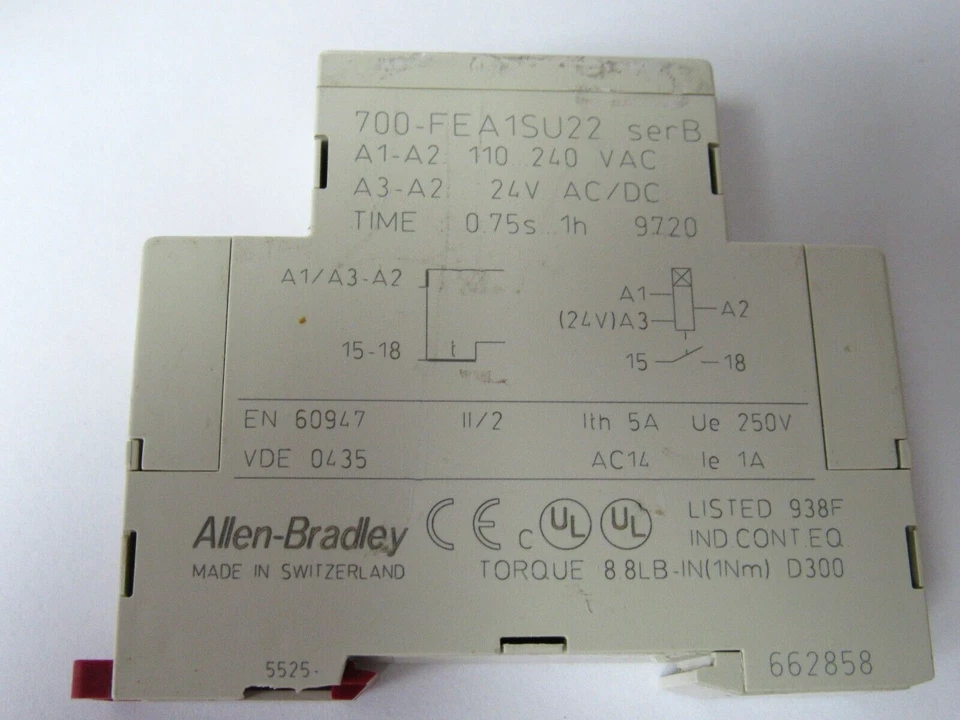 700-FEA1SU22 serB
A1-A2 110...240 VAC
A3-A2 24V AC/DC
TIME 0.75s...1h 9720
A1/A3-A2
15-18
t
A1
A2
(24V)A3
15
18
EN 60947 II/2 Ith 5A Ue 250V
VDE 0435 AC14 Ie 1A
Allen-Bradley CE c UL UL LISTED 938F
IND.CONT.EQ.
MADE IN SWITZERLAND TORQUE 8.8LB-IN(1Nm) D300
5525-
662858